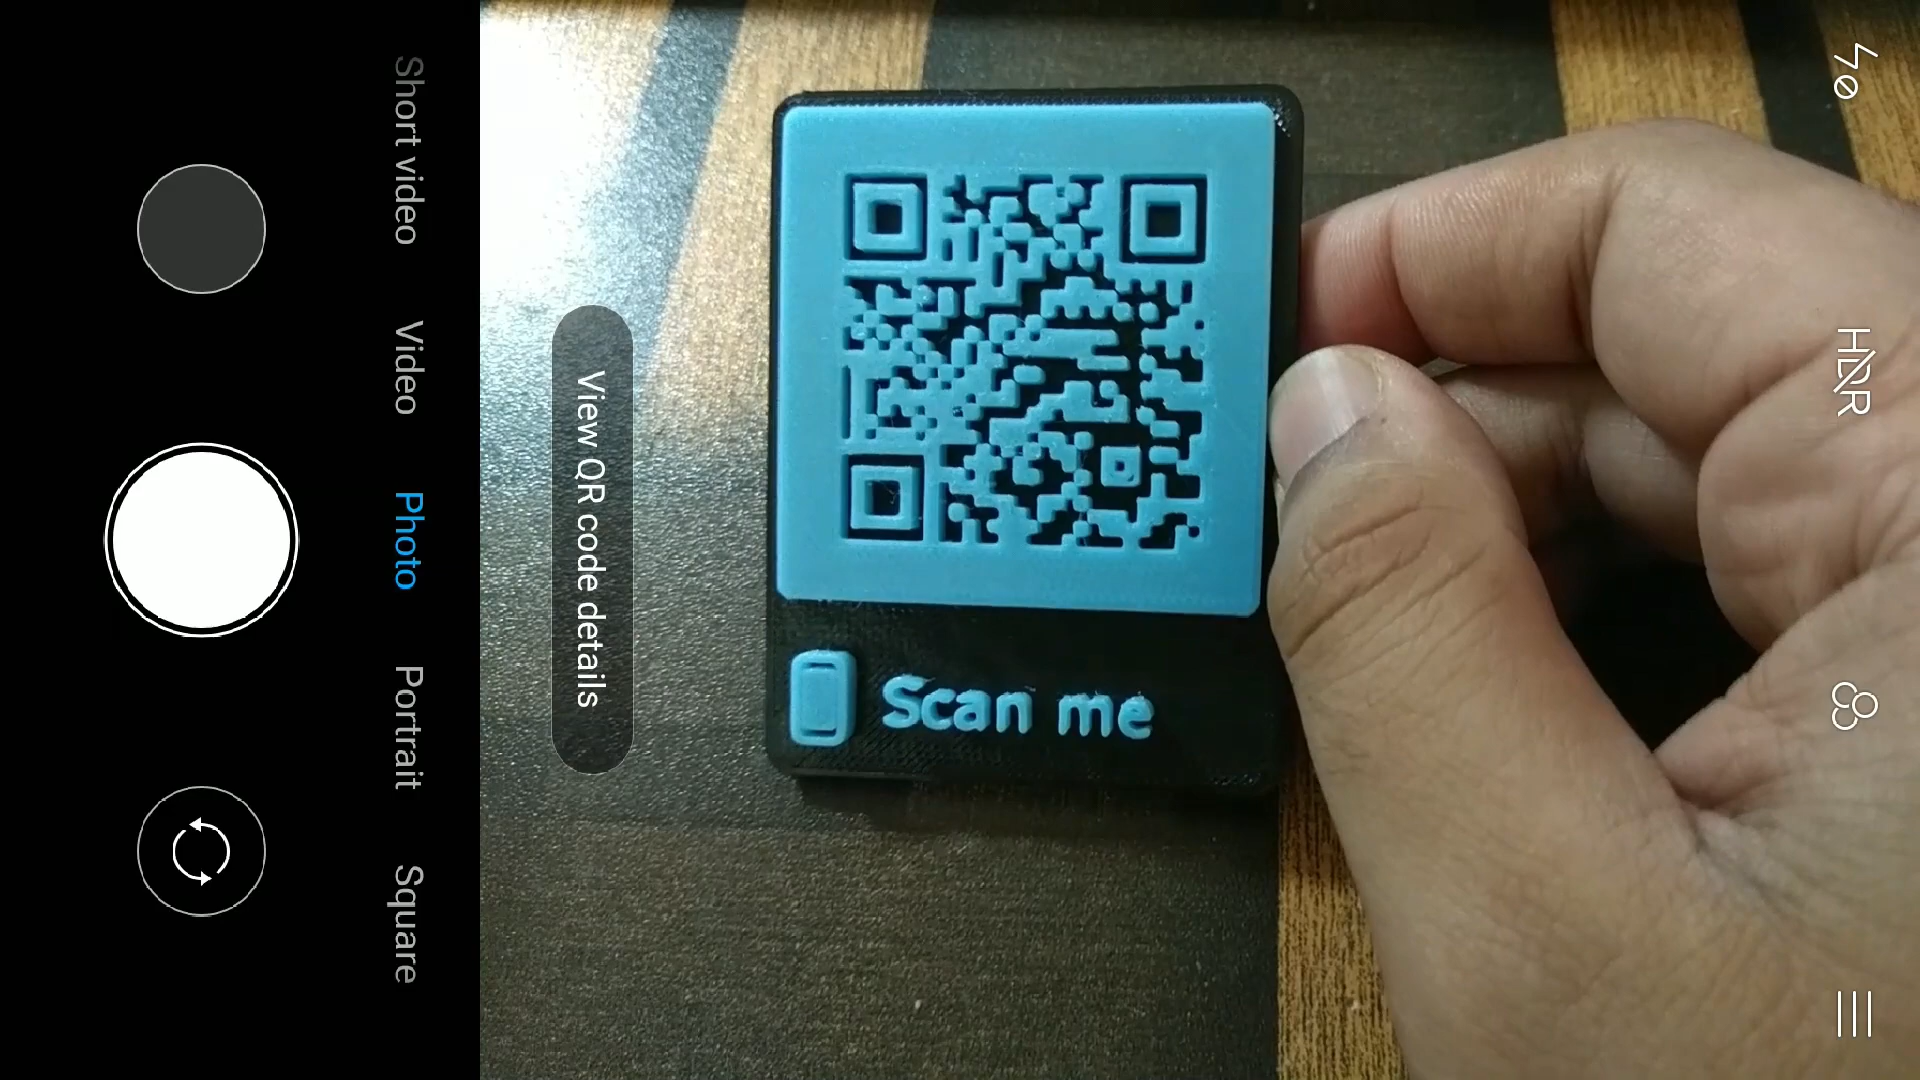 Short video
Video
Photo
Portrait
Square
View QR code details
Scan me
HDR